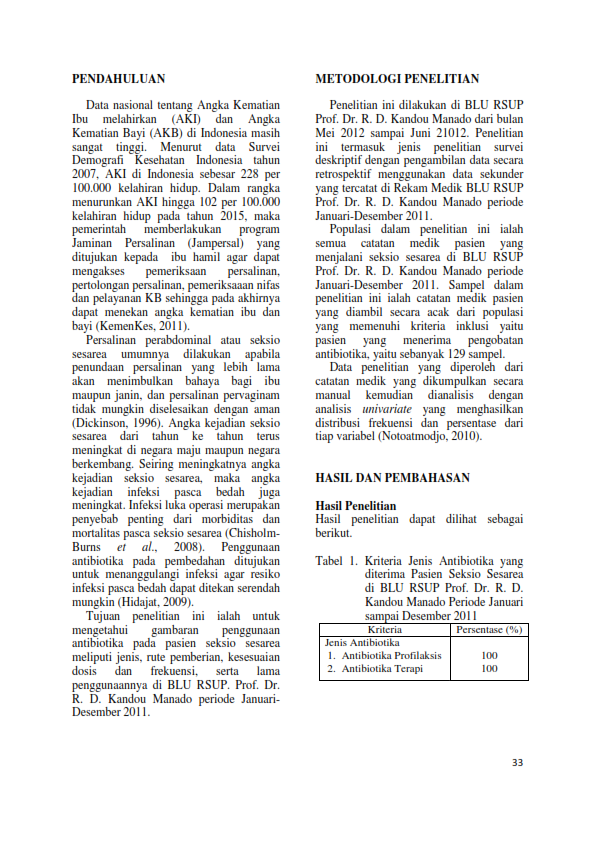 PENDAHULUAN
Data nasional tentang Angka Kematian
Ibu melahirkan (AKI) dan Angka
Kematian Bayi (AKB) di Indonesia masih
sangat tinggi. Menurut data Survei
Demografi Kesehatan Indonesia tahun
2007, AKI di Indonesia sebesar 228 per
100.000 kelahiran hidup. Dalam rangka
menurunkan AKI hingga 102 per 100.000
kelahiran hidup pada tahun 2015, maka
pemerintah memberlakukan program
Jaminan Persalinan (Jampersal) yang
ditujukan kepada ibu hamil agar dapat
mengakses pemeriksaan persalinan,
pertolongan persalinan, pemeriksaaan nifas
dan pelayanan KB sehingga pada akhirnya
dapat menekan angka kematian ibu dan
bayi (KemenKes, 2011).
Persalinan perabdominal atau seksio
sesarea umumnya dilakukan apabila
penundaan persalinan yang lebih lama
akan menimbulkan bahaya bagi ibu
maupun janin, dan persalinan pervaginam
tidak mungkin diselesaikan dengan aman
(Dickinson, 1996). Angka kejadian seksio
sesarea dari tahun ke tahun terus
meningkat di negara maju maupun negara
berkembang. Seiring meningkatnya angka
kejadian seksio sesarea, maka angka
kejadian infeksi pasca bedah juga
meningkat. Infeksi luka operasi merupakan
penyebab penting dari morbiditas dan
mortalitas pasca seksio sesarea (Chisholm-
Burns et al., 2008). Penggunaan
antibiotika pada pembedahan ditujukan
untuk menanggulangi infeksi agar resiko
infeksi pasca bedah dapat ditekan serendah
mungkin (Hidajat, 2009).
Tujuan penelitian ini ialah untuk
mengetahui gambaran penggunaan
antibiotika pada pasien seksio sesarea
meliputi jenis, rute pemberian, kesesuaian
dosis dan frekuensi, serta lama
penggunaannya di BLU RSUP. Prof. Dr.
R. D. Kandou Manado periode Januari-
Desember 2011.
METODOLOGI PENELITIAN
Penelitian ini dilakukan di BLU RSUP
Prof. Dr. R. D. Kandou Manado dari bulan
Mei 2012 sampai Juni 21012. Penelitian
ini termasuk jenis penelitian survei
deskriptif dengan pengambilan data secara
retrospektif menggunakan data sekunder
yang tercatat di Rekam Medik BLU RSUP
Prof. Dr. R. D. Kandou Manado periode
Januari-Desember 2011.
Populasi dalam penelitian ini ialah
semua catatan medik pasien yang
menjalani seksio sesarea di BLU RSUP
Prof. Dr. R. D. Kandou Manado periode
Januari-Desember 2011. Sampel dalam
penelitian ini ialah catatan medik pasien
yang diambil secara acak dari populasi
yang memenuhi kriteria inklusi yaitu
pasien yang menerima pengobatan
antibiotika, yaitu sebanyak 129 sampel.
Data penelitian yang diperoleh dari
catatan medik yang dikumpulkan secara
manual kemudian dianalisis dengan
analisis univariate yang menghasilkan
distribusi frekuensi dan persentase dari
tiap variabel (Notoatmodjo, 2010).
HASIL DAN PEMBAHASAN
Hasil Penelitian
Hasil penelitian dapat dilihat sebagai
berikut.
Tabel 1. Kriteria Jenis Antibiotika yang
diterima Pasien Seksio Sesarea
di BLU RSUP Prof. Dr. R. D.
Kandou Manado Periode Januari
sampai Desember 2011
Kriteria Persentase (%)
Jenis Antibiotika
1. Antibiotika Profilaksis 100
2. Antibiotika Terapi 100
33